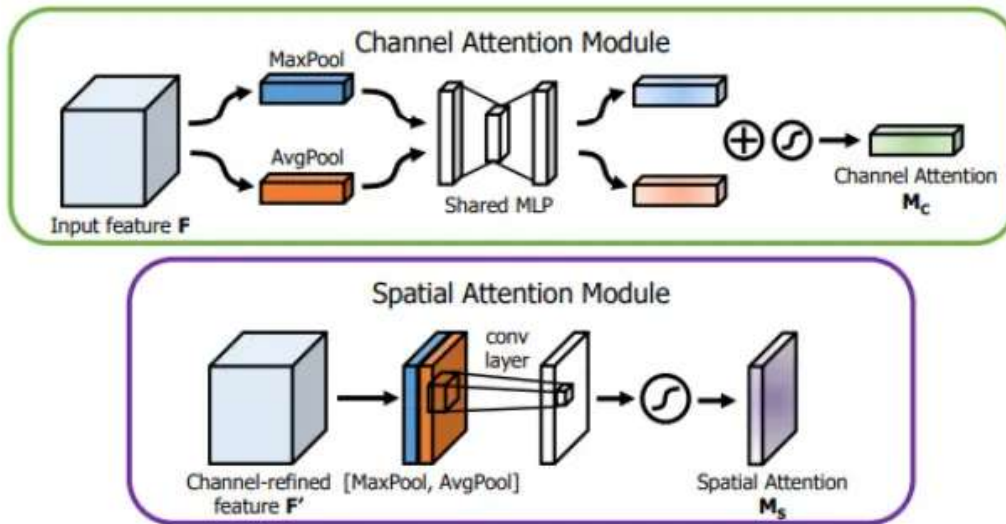 Channel Attention Module
MaxPool
AvgPool
Shared MLP
Input feature F
Channel Attention
Mc
Spatial Attention Module
conv
layer
Channel-refined
feature F'
[MaxPool, AvgPool]
Spatial Attention
Ms